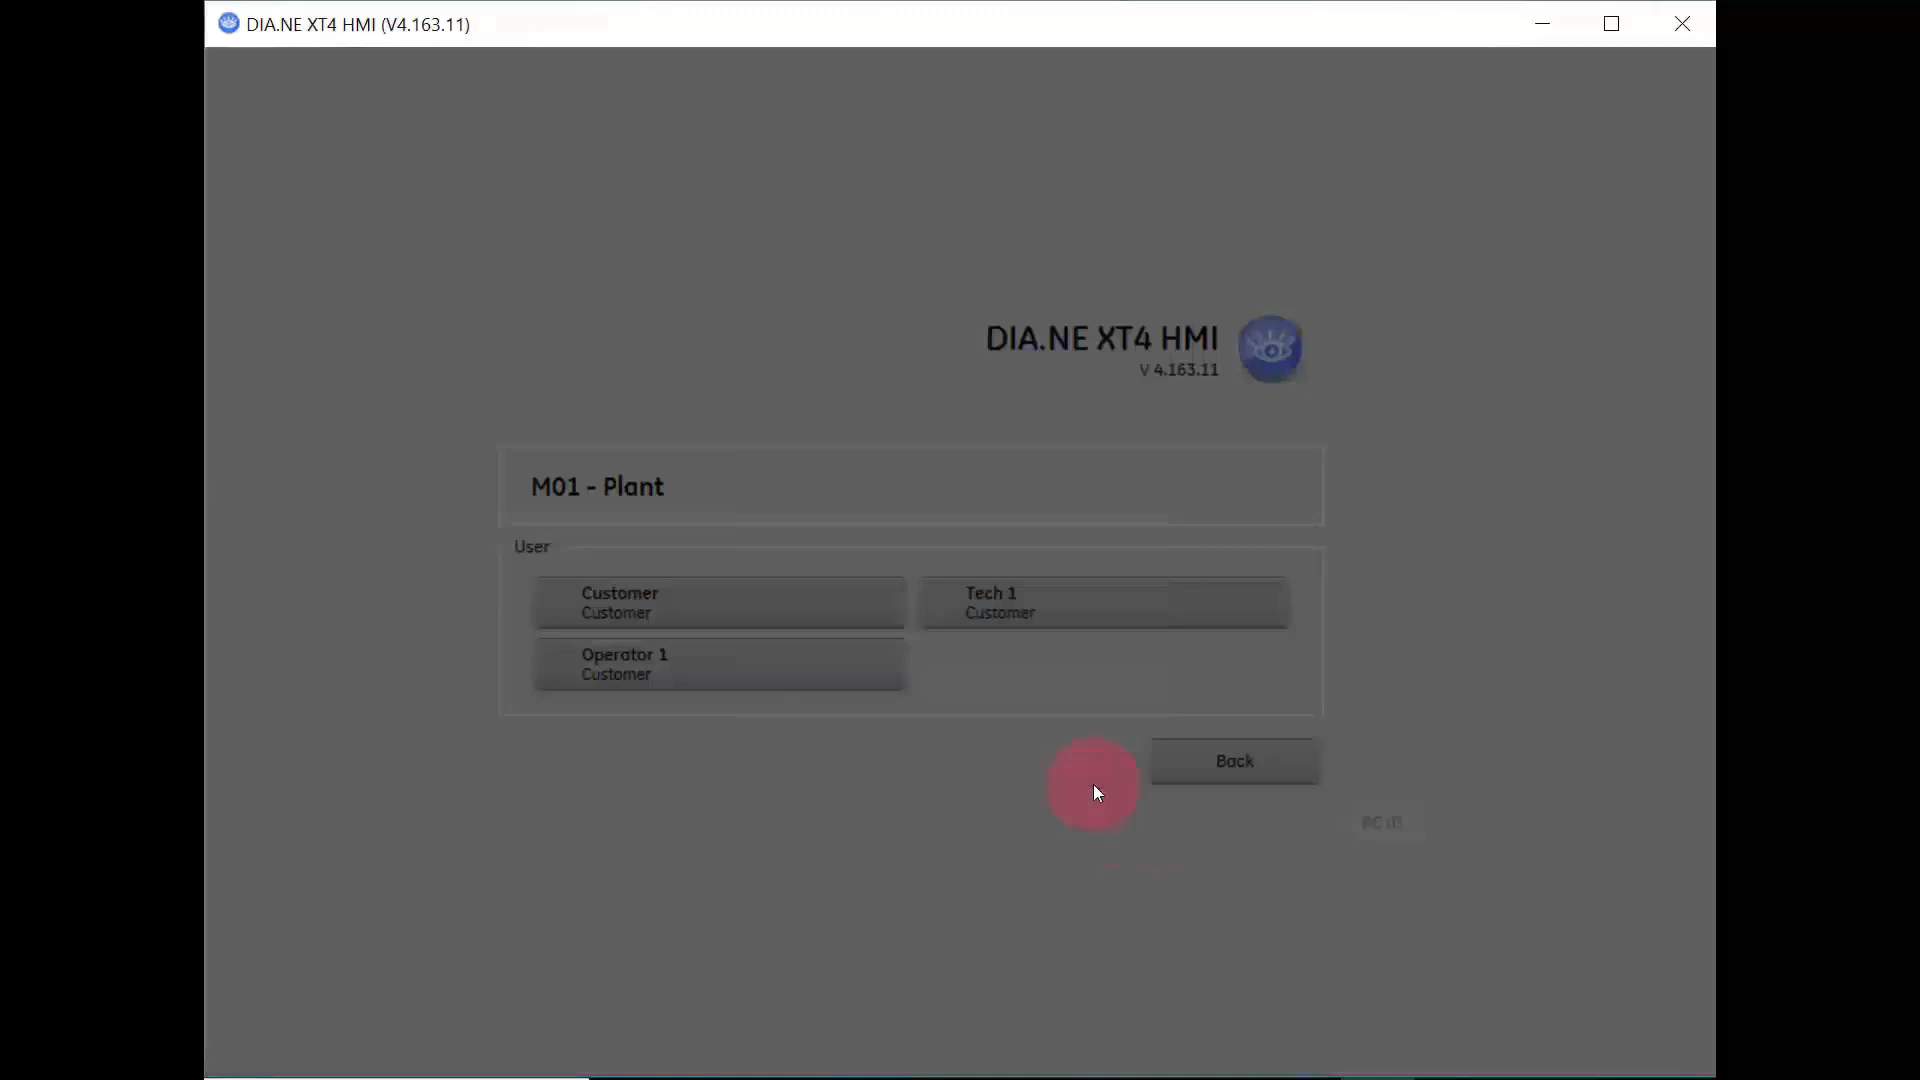 DIA.NE XT4 HMI (V4.163.11)
DIA.NE XT4 HMI
V 4.163.11
M01 - Plant
User
Customer
Customer
Tech 1
Customer
Operator 1
Customer
Back